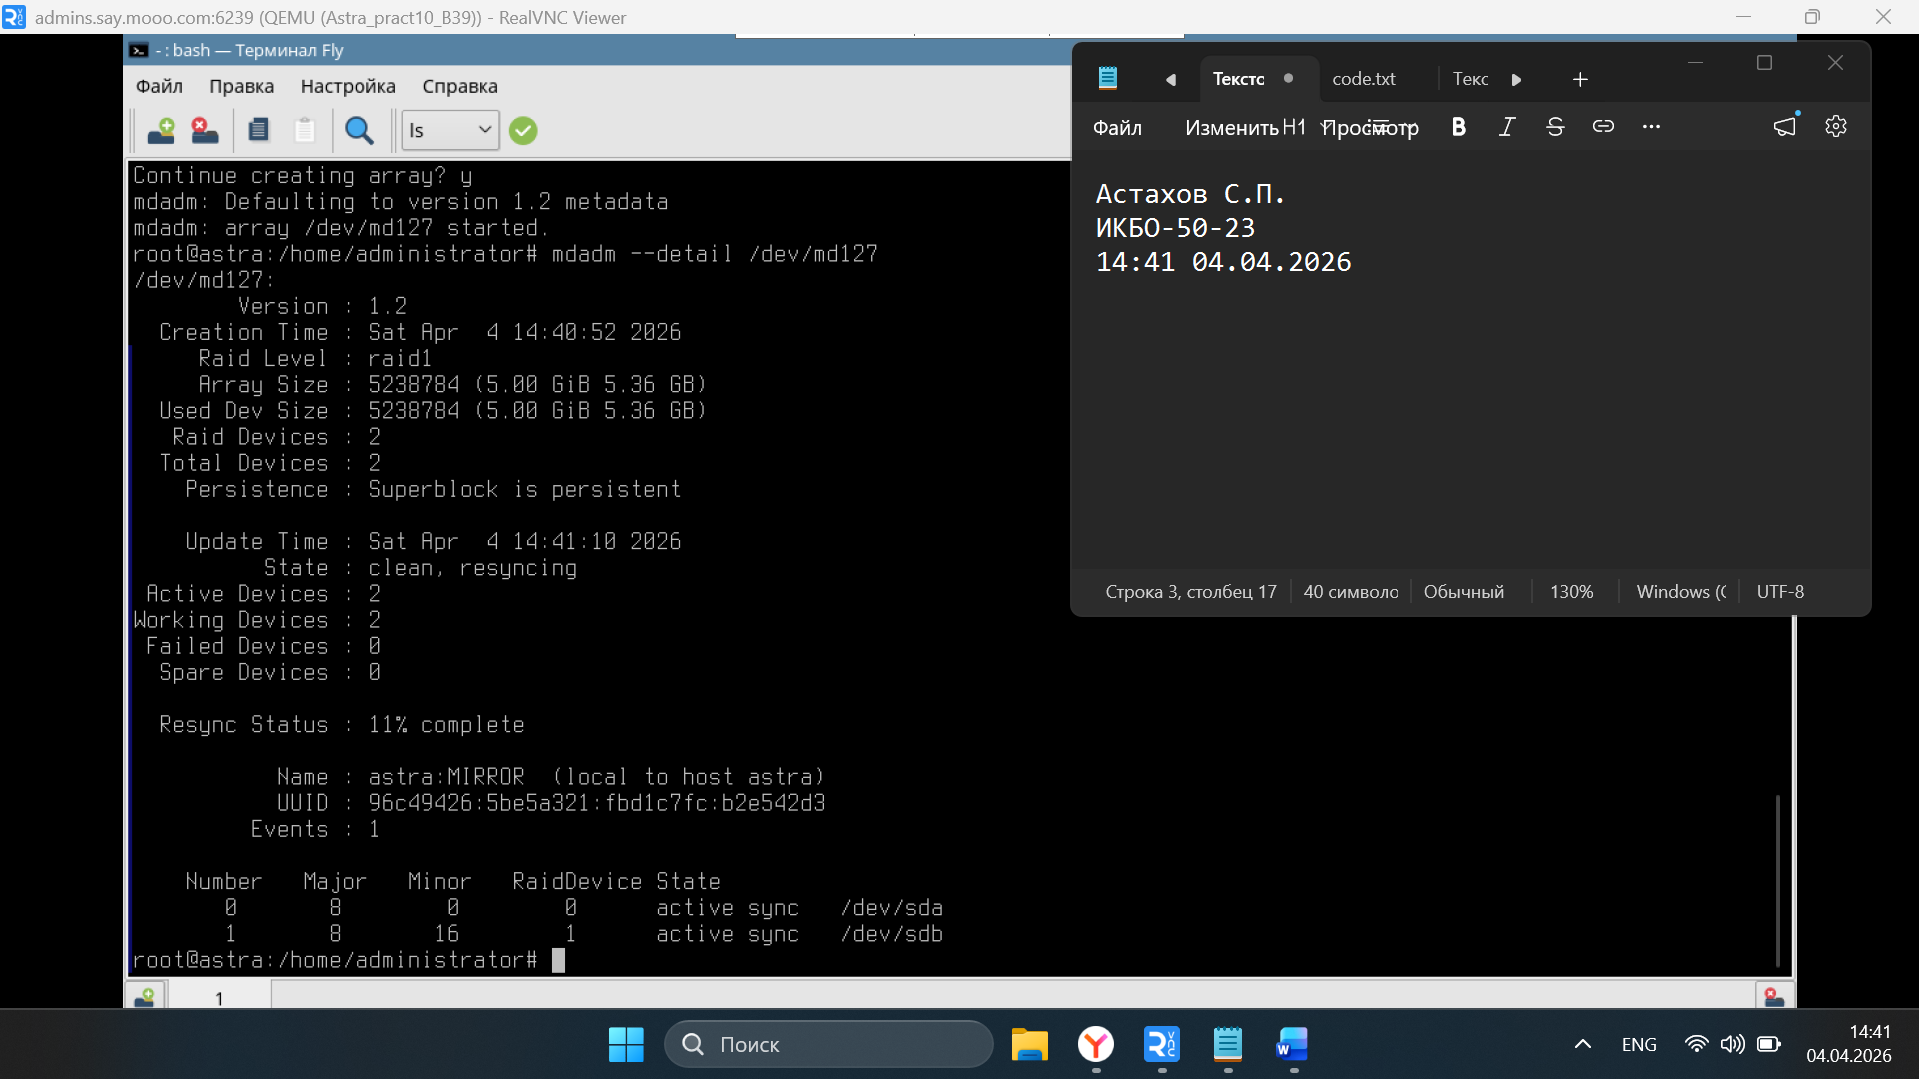 admins.say.mooo.com:6239 (QEMU (Astra_pract10_B39)) - RealVNC Viewer
- : bash — Терминал Fly
Файл Правка Настройка Справка
ls
Continue creating array? y
mdadm: Defaulting to version 1.2 metadata
mdadm: array /dev/md127 started.
root@astra:/home/administrator# mdadm --detail /dev/md127
/dev/md127:
Version : 1.2
Creation Time : Sat Apr  4 14:40:52 2026
Raid Level : raid1
Array Size : 5238784 (5.00 GiB 5.36 GB)
Used Dev Size : 5238784 (5.00 GiB 5.36 GB)
Raid Devices : 2
Total Devices : 2
Persistence : Superblock is persistent
Update Time : Sat Apr  4 14:41:10 2026
State : clean, resyncing
Active Devices : 2
Working Devices : 2
Failed Devices : 0
Spare Devices : 0
Resync Status : 11% complete
Name : astra:MIRROR  (local to host astra)
UUID : 96c49426:5be5a321:fbd1c7fc:b2e542d3
Events : 1
Number Major Minor RaidDevice State
0 8 0 0 active sync /dev/sda
1 8 16 1 active sync /dev/sdb
root@astra:/home/administrator#
1
Тексто code.txt Текс
Файл Изменить H1 Просмотр B I S
Астахов С.П.
ИКБО-50-23
14:41 04.04.2026
Строка 3, столбец 17 40 символо Обычный 130% Windows (C UTF-8
Поиск
ENG
14:41
04.04.2026